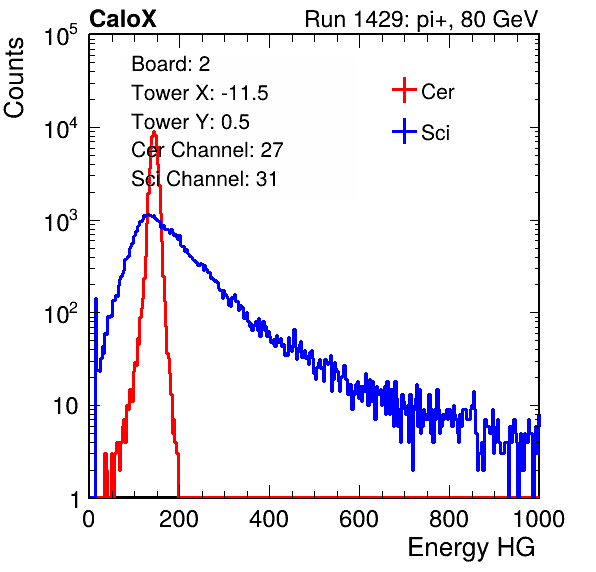 CaloX Run 1429: pi+, 80 GeV
Counts
Board: 2
Tower X: -11.5
Tower Y: 0.5
Cer Channel: 27
Sci Channel: 31
Cer
Sci
10^5
10^4
10^3
10^2
10
1
0 200 400 600 800 1000
Energy HG